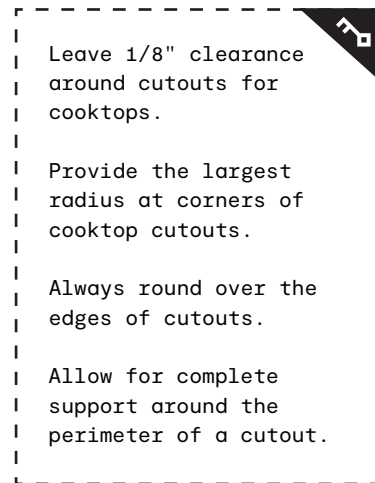 Leave 1/8" clearance
around cutouts for
cooktops.
Provide the largest
radius at corners of
cooktop cutouts.
Always round over the
edges of cutouts.
Allow for complete
support around the
perimeter of a cutout.